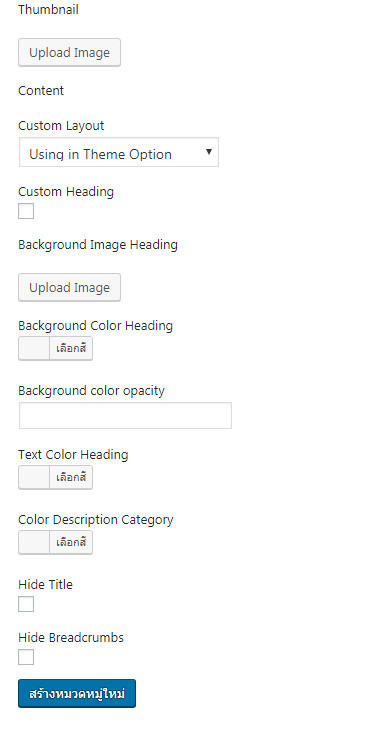 Thumbnail
Upload Image
Content
Custom Layout
Using in Theme Option
Custom Heading
Background Image Heading
Upload Image
Background Color Heading
เลือกสี
Background color opacity
Text Color Heading
เลือกสี
Color Description Category
เลือกสี
Hide Title
Hide Breadcrumbs
สร้างหมวดหมู่ใหม่